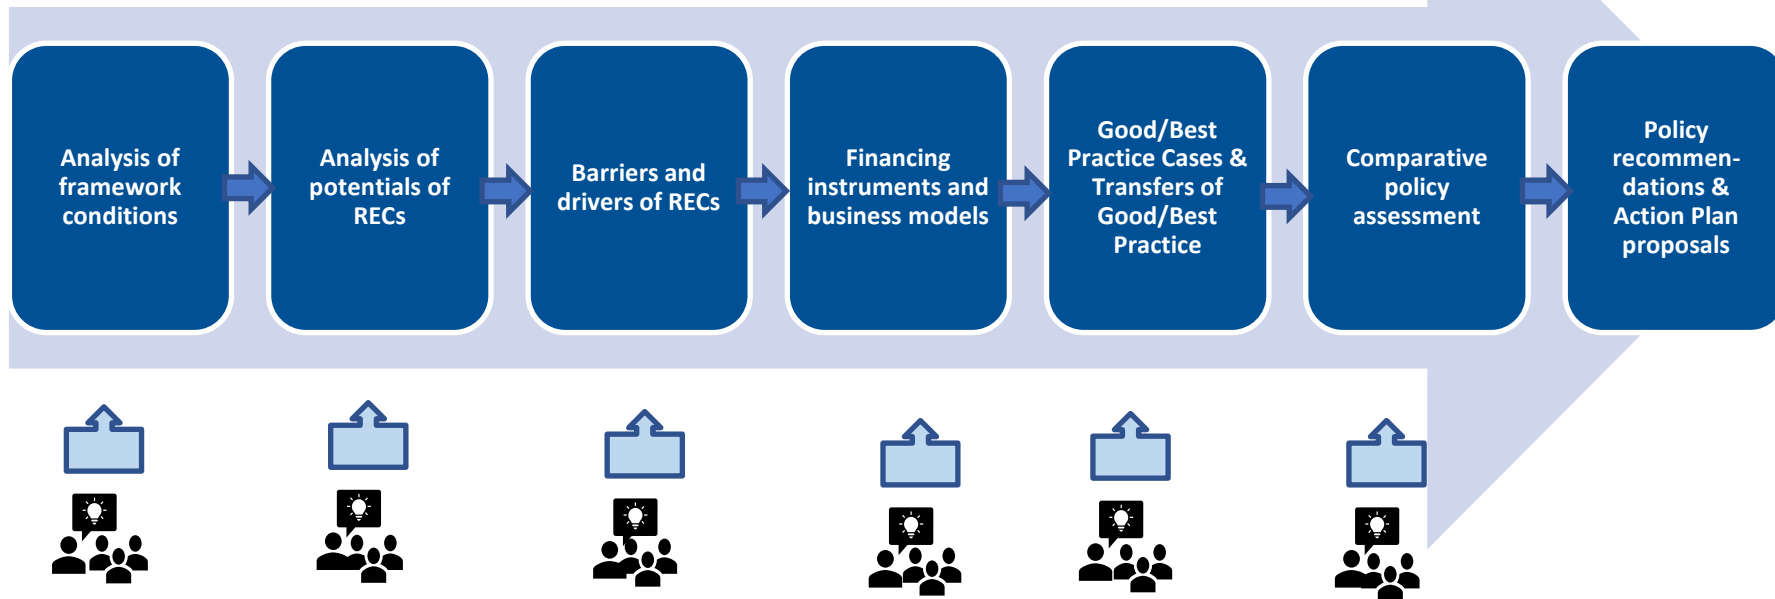 Analysis of
framework
conditions
Analysis of
potentials of
RECs
Barriers and
drivers of RECs
Financing
instruments and
business models
Good/Best
Practice Cases &
Transfers of
Good/Best
Practice
Comparative
policy
assessment
Policy
recommen-
dations &
Action Plan
proposals